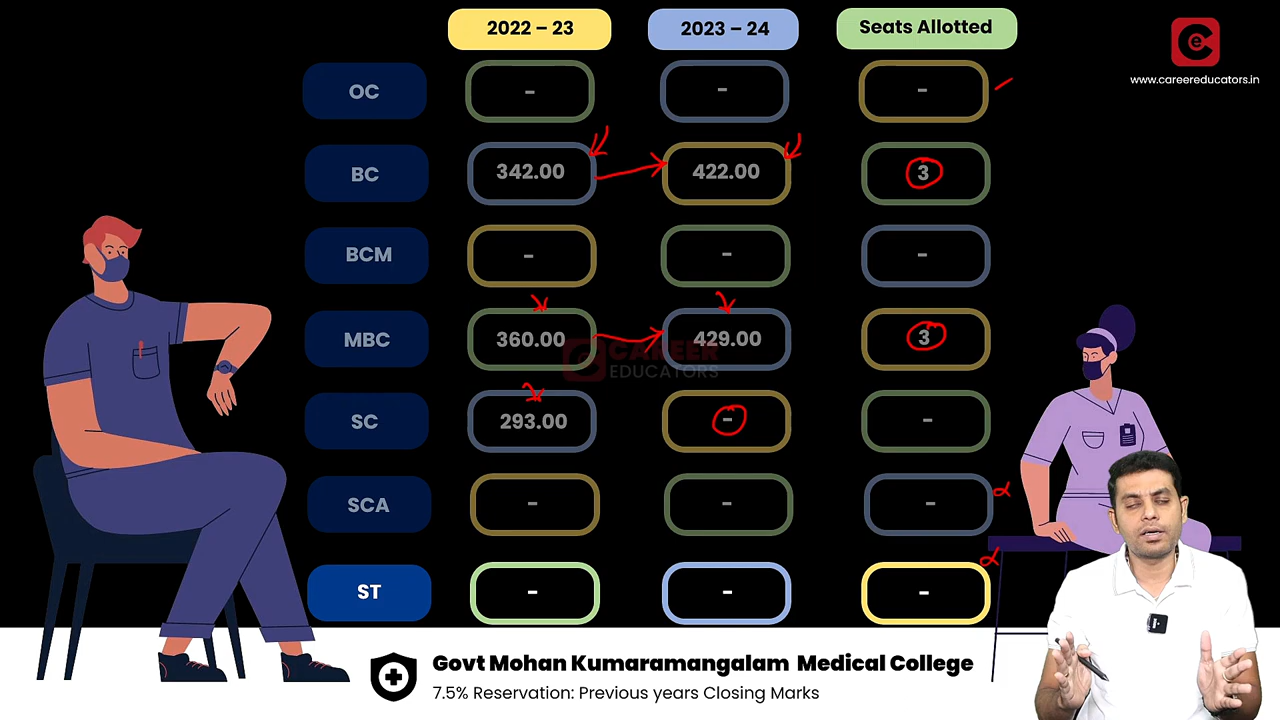 2022 – 23 2023 – 24 Seats Allotted
www.careereducators.in
OC - - -
BC 342.00 422.00 3
BCM - - -
MBC 360.00 429.00 3
CAREER
EDUCATORS
SC 293.00 - -
SCA - - -
ST - - -
Govt Mohan Kumaramangalam Medical College
7.5% Reservation: Previous years Closing Marks